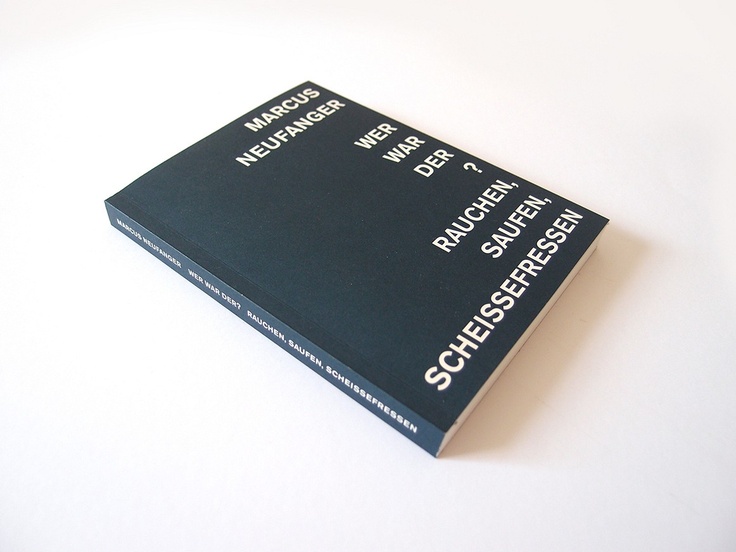 MARCUS
NEUFANGER
WER
WAR
DER
?
RAUCHEN,
SAUFEN,
SCHEISSEFRESSEN
MARCUS NEUFANGER WER WAR DER? RAUCHEN, SAUFEN, SCHEISSEFRESSEN